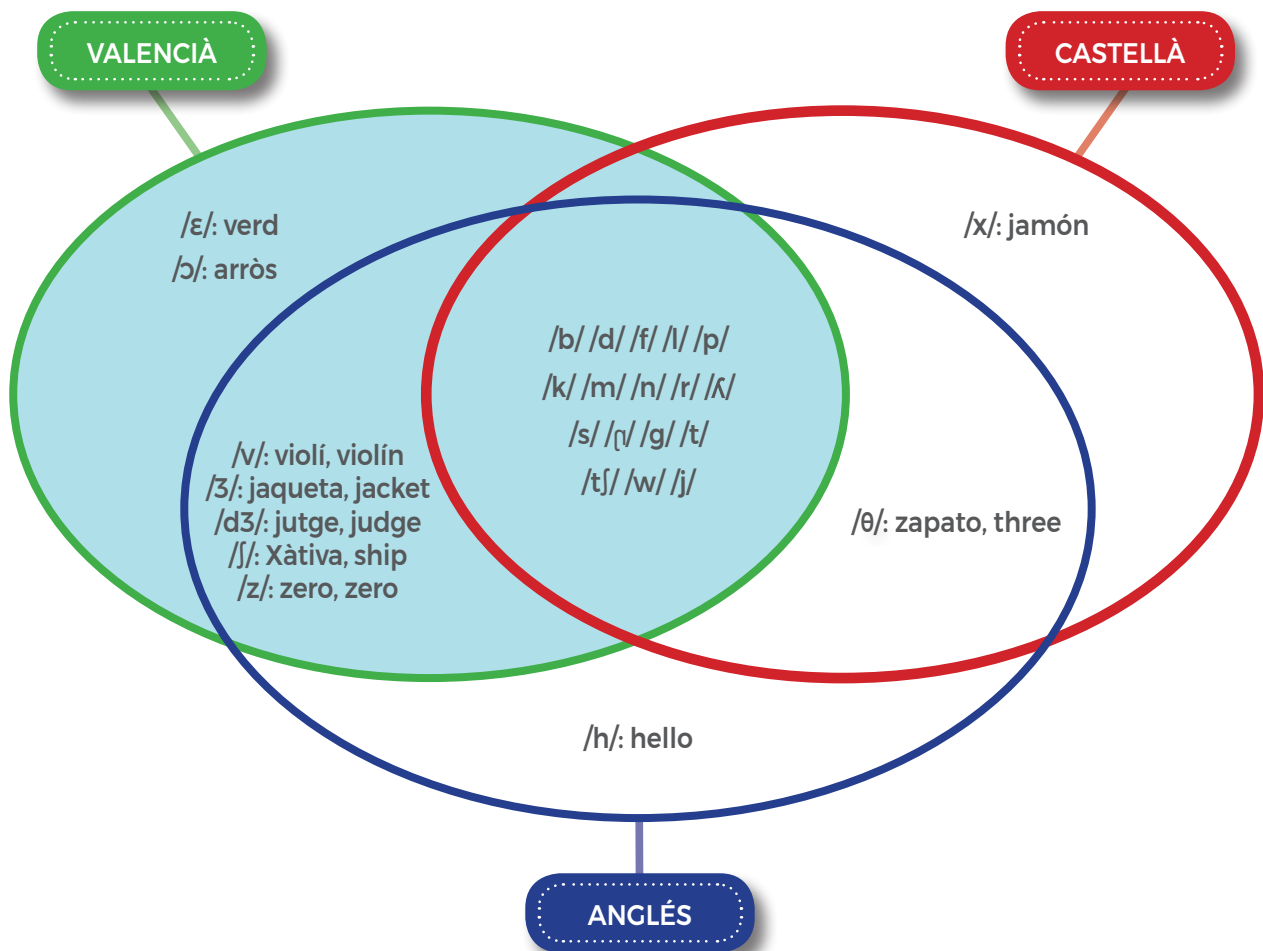 VALENCIÀ
CASTELLÀ
/ɛ/: verd
/ɔ/: arròs
/x/: jamón
/b/ /d/ /f/ /l/ /p/
/k/ /m/ /n/ /r/ /ʎ/
/s/ /ɲ/ /g/ /t/
/tʃ/ /w/ /j/
/v/: violí, violín
/ʒ/: jaqueta, jacket
/dʒ/: jutge, judge
/ʃ/: Xàtiva, ship
/z/: zero, zero
/θ/: zapato, three
/h/: hello
ANGLÉS